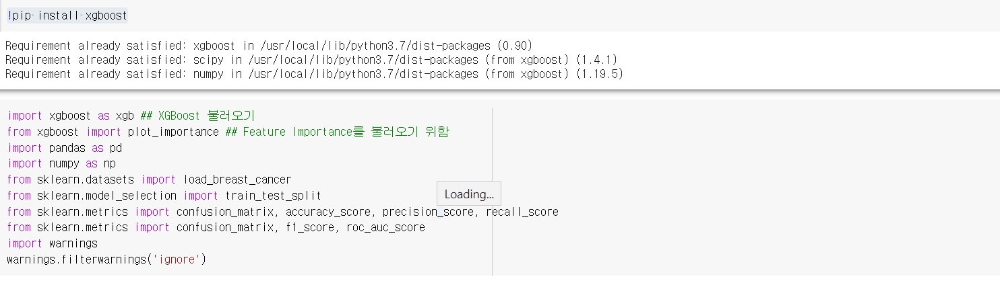 !pip install xgboost
Requirement already satisfied: xgboost in /usr/local/lib/python3.7/dist-packages (0.90)
Requirement already satisfied: scipy in /usr/local/lib/python3.7/dist-packages (from xgboost) (1.4.1)
Requirement already satisfied: numpy in /usr/local/lib/python3.7/dist-packages (from xgboost) (1.19.5)
import xgboost as xgb ## XGBoost 불러오기
from xgboost import plot_importance ## Feature Importance를 불러오기 위함
import pandas as pd
import numpy as np
from sklearn.datasets import load_breast_cancer
from sklearn.model_selection import train_test_split
Loading...
from sklearn.metrics import confusion_matrix, accuracy_score, precision_score, recall_score
from sklearn.metrics import confusion_matrix, f1_score, roc_auc_score
import warnings
warnings.filterwarnings('ignore')